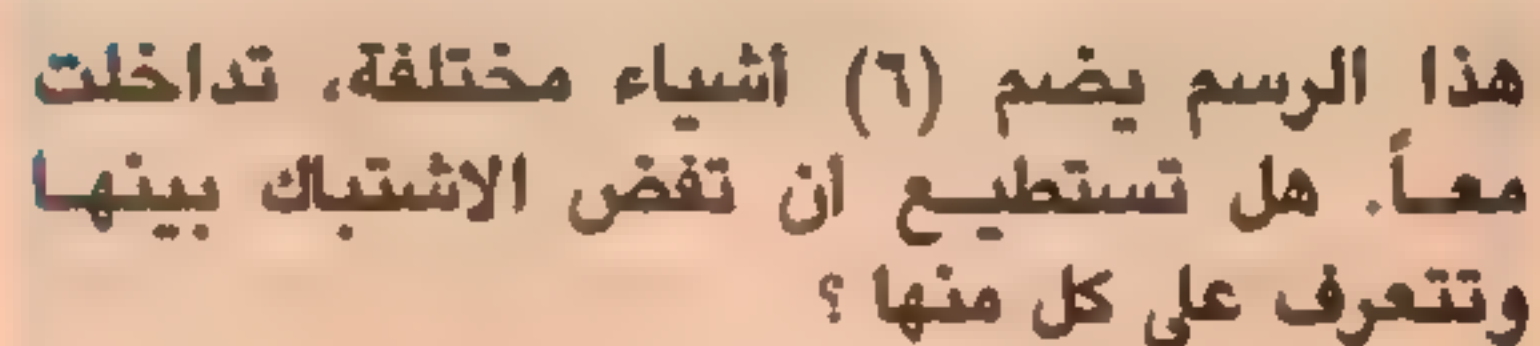 هذا الرسم يضم (٦) أشياء مختلفة، تداخلت
معاً. هل تستطيع ان تفض الاشتباك بينها
وتتعرف على كل منها ؟